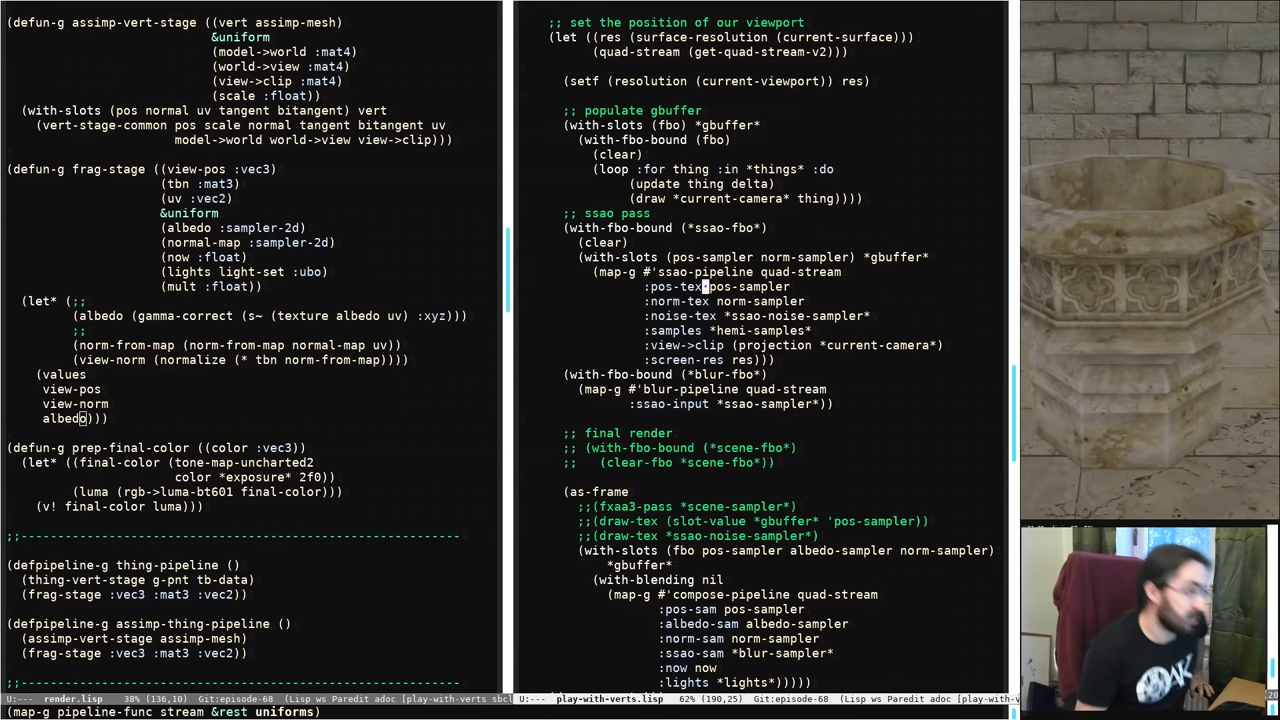 (defun-g assimp-vert-stage ((vert assimp-mesh)
&uniform
(model->world :mat4)
(world->view :mat4)
(view->clip :mat4)
(scale :float))
(with-slots (pos normal uv tangent bitangent) vert
(vert-stage-common pos scale normal tangent bitangent uv
model->world world->view view->clip)))
(defun-g frag-stage ((view-pos :vec3)
(tbn :mat3)
(uv :vec2)
&uniform
(albedo :sampler-2d)
(normal-map :sampler-2d)
(now :float)
(lights light-set :ubo)
(mult :float))
(let* (;;
(albedo (gamma-correct (s~ (texture albedo uv) :xyz)))
;;
(norm-from-map (norm-from-map normal-map uv))
(view-norm (normalize (* tbn norm-from-map))))
(values
view-pos
view-norm
albedo)))
(defun-g prep-final-color ((color :vec3))
(let* ((final-color (tone-map-uncharted2
color *exposure* 2f0))
(luma (rgb->luma-bt601 final-color)))
(v! final-color luma)))
;;------------------------------------------------------------
(defpipeline-g thing-pipeline ()
(thing-vert-stage g-pnt tb-data)
(frag-stage :vec3 :mat3 :vec2))
(defpipeline-g assimp-thing-pipeline ()
(assimp-vert-stage assimp-mesh)
(frag-stage :vec3 :mat3 :vec2))
;;------------------------------------------------------------
U:--- render.lisp 38% (136,10) Git:episode-68 (Lisp ws Paredit adoc [play-with-verts sbcl
;; set the position of our viewport
(let ((res (surface-resolution (current-surface)))
(quad-stream (get-quad-stream-v2)))
(setf (resolution (current-viewport)) res)
;; populate gbuffer
(with-slots (fbo) *gbuffer*
(with-fbo-bound (fbo)
(clear)
(loop :for thing :in *things* :do
(update thing delta)
(draw *current-camera* thing))))
;; ssao pass
(with-fbo-bound (*ssao-fbo*)
(clear)
(with-slots (pos-sampler norm-sampler) *gbuffer*
(map-g #'ssao-pipeline quad-stream
:pos-tex pos-sampler
:norm-tex norm-sampler
:noise-tex *ssao-noise-sampler*
:samples *hemi-samples*
:view->clip (projection *current-camera*)
:screen-res res)))
(with-fbo-bound (*blur-fbo*)
(map-g #'blur-pipeline quad-stream
:ssao-input *ssao-sampler*))
;; final render
;; (with-fbo-bound (*scene-fbo*)
;; (clear-fbo *scene-fbo*))
(as-frame
;;(fxaa3-pass *scene-sampler*)
;;(draw-tex (slot-value *gbuffer* 'pos-sampler))
;;(draw-tex *ssao-noise-sampler*)
(with-slots (fbo pos-sampler albedo-sampler norm-sampler)
*gbuffer*
(with-blending nil
(map-g #'compose-pipeline quad-stream
:pos-sam pos-sampler
:albedo-sam albedo-sampler
:norm-sam norm-sampler
:ssao-sam *blur-sampler*
:now now
:lights *lights*)))))
U:--- play-with-verts.lisp 62% (190,25) Git:episode-68 (Lisp ws Paredit adoc [play-with-v
(map-g pipeline-func stream &rest uniforms)